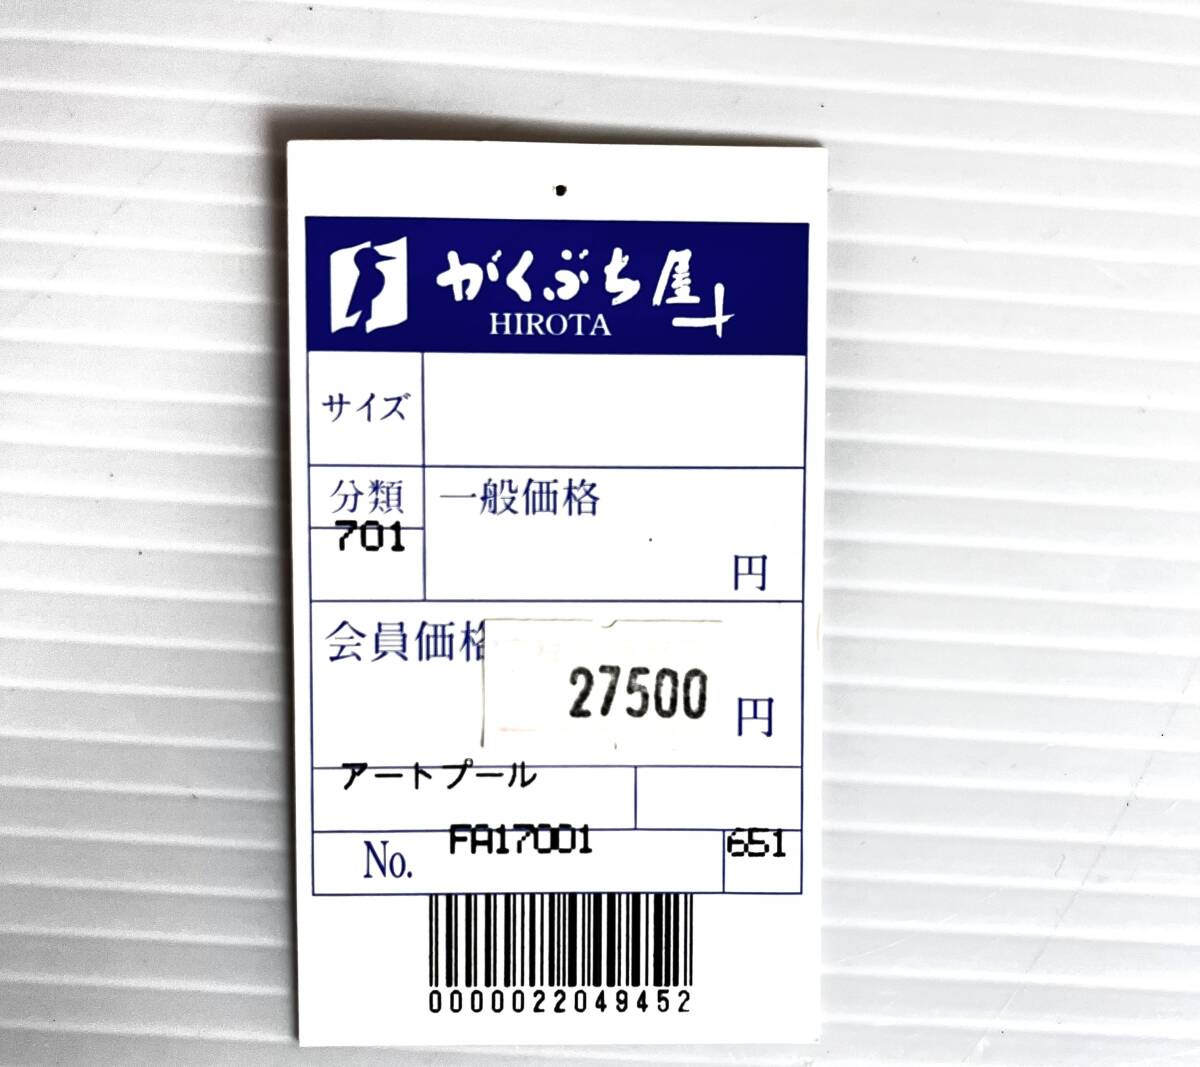 がくぶち屋
HIROTA
サイズ
分類
701
一般価格
円
会員価格
27500 円
アートプール
No. FA17001 651
0000022049452